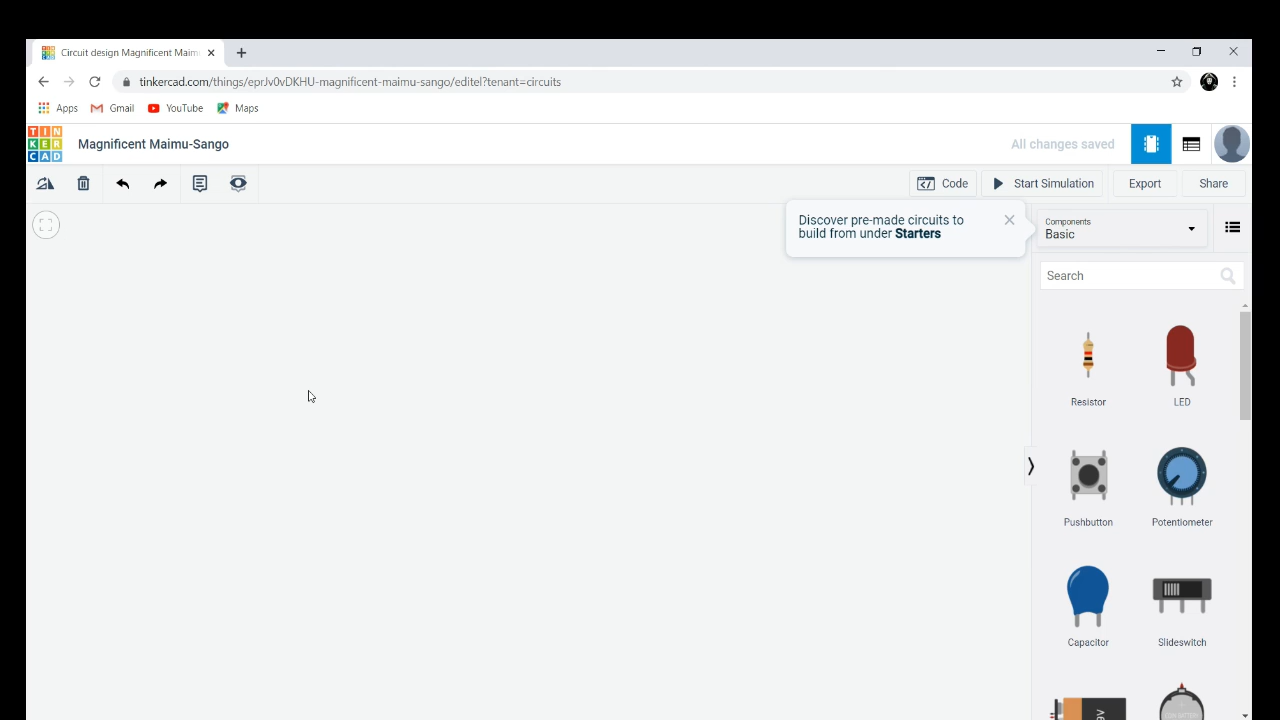 Circuit design Magnificent Maim
tinkercad.com/things/eprJv0vDKHU-magnificent-maimu-sango/editel?tenant=circuits
Apps Gmail YouTube Maps
TIN
KER
CAD
Magnificent Maimu-Sango
All changes saved
Code Start Simulation Export Share
Discover pre-made circuits to
build from under Starters
Components
Basic
Search
Resistor LED
Pushbutton Potentiometer
Capacitor Slideswitch